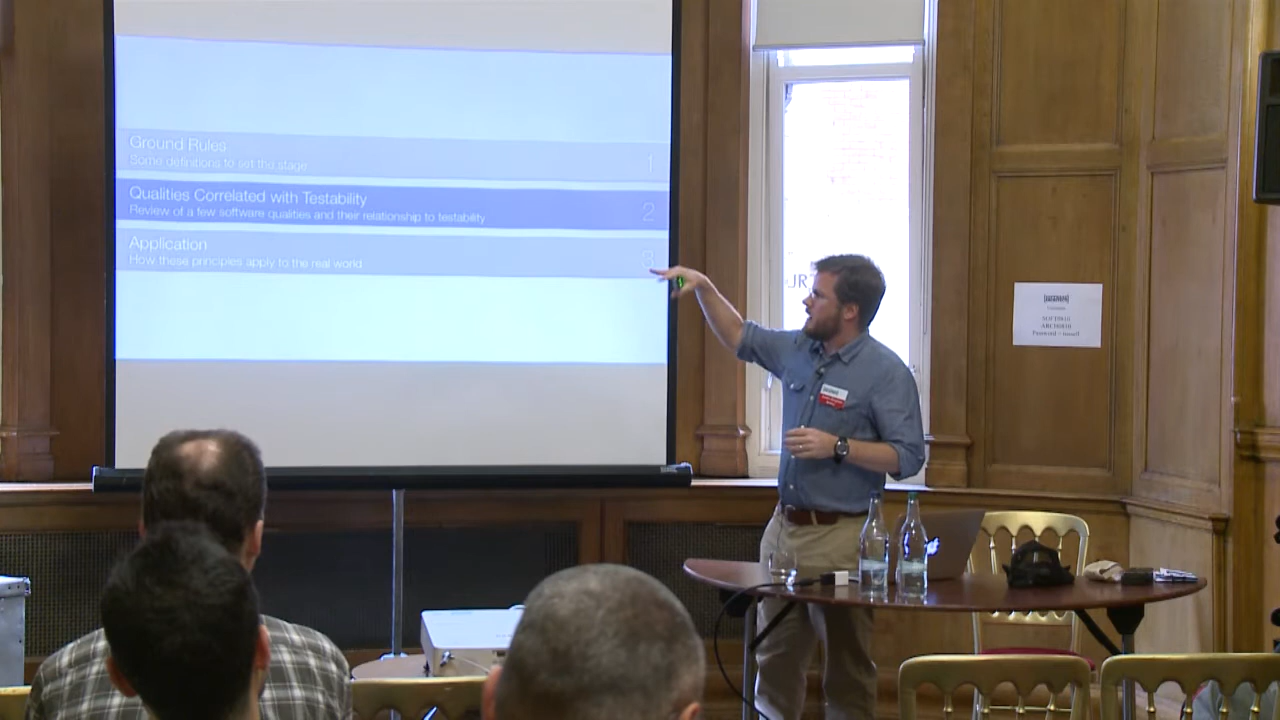 Ground Rules
Some definitions to set the stage
1
Qualities Correlated with Testability
Review of a few software qualities and their relationship to testability
2
Application
How these principles apply to the real world
3